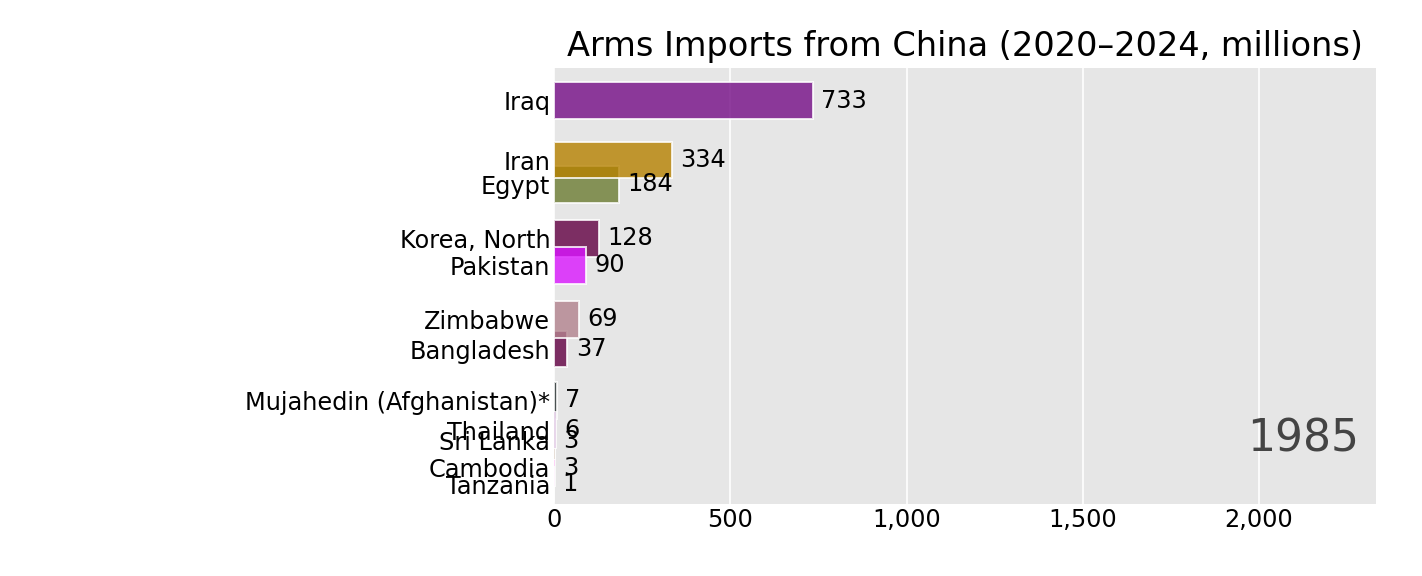 Arms Imports from China (2020–2024, millions)
Iraq 733
Iran 334
Egypt 184
Korea, North 128
Pakistan 90
Zimbabwe 69
Bangladesh 37
Mujahedin (Afghanistan)* 7
Thailand 6
Sri Lanka 3
Cambodia 3
Tanzania 1
1985
0 500 1,000 1,500 2,000